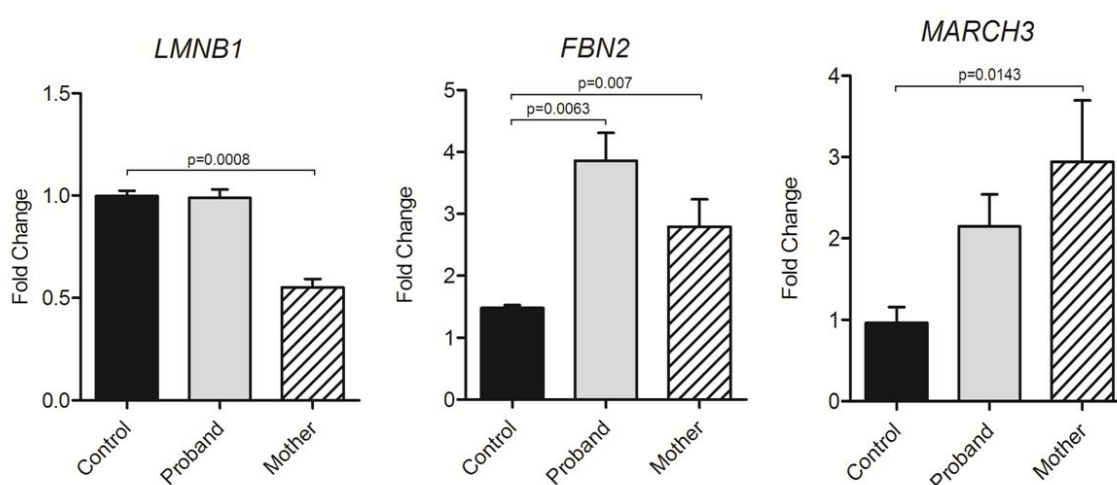 LMNB1
Fold Change
1.5
1.0
0.5
0.0
p=0.0008
Control
Proband
Mother
FBN2
Fold Change
5
4
3
2
1
0
p=0.007
p=0.0063
Control
Proband
Mother
MARCH3
Fold Change
4
3
2
1
0
p=0.0143
Control
Proband
Mother